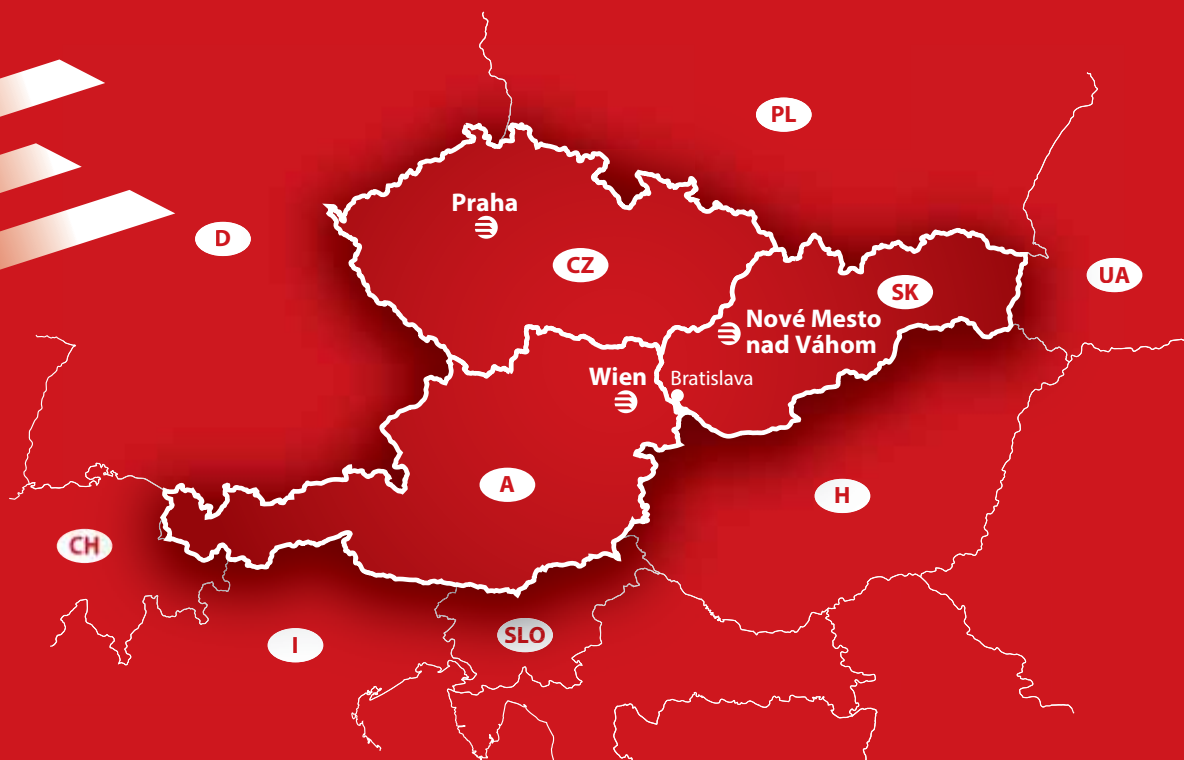 PL
Praha
D
CZ
UA
SK
Nové Mesto
nad Váhom
Wien
Bratislava
A
H
CH
SLO
I